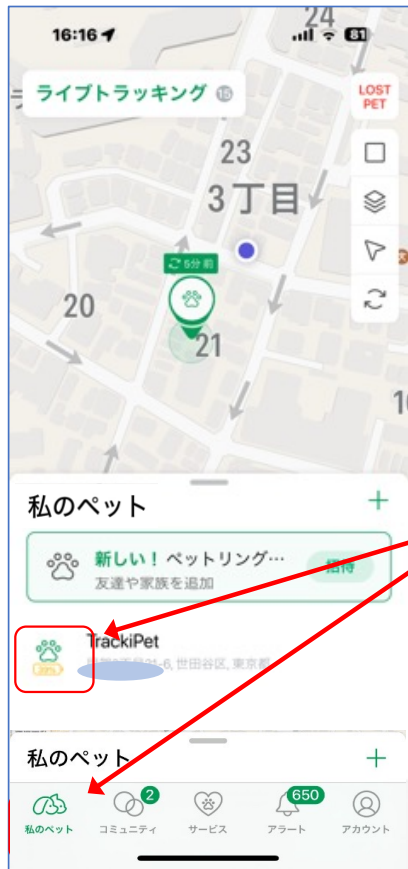 24
16:16
81
ライブトラッキング 15
LOST
PET
23
3丁目
5分前
20
21
1
私のペット
+
新しい！ペットリング…
招待
友達や家族を追加
TrackiPet
39%
21-6, 世田谷区, 東京都
私のペット
+
2
650
私のペット
コミュニティ
サービス
アラート
アカウント